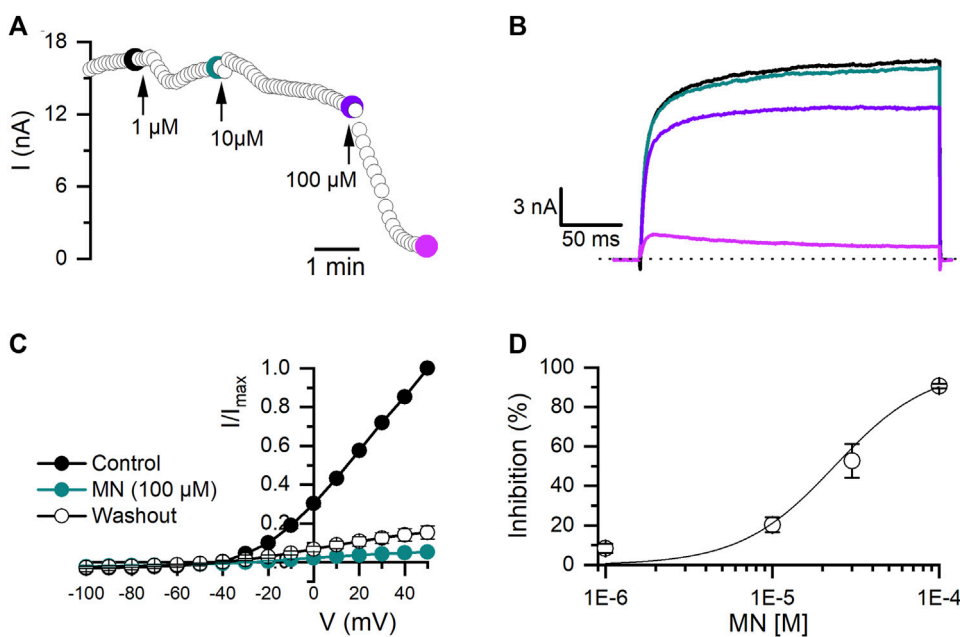 A
18
12
6
0
I (nA)
1 µM
10µM
100 µM
1 min
B
3 nA
50 ms
C
I/Imax
1.0
0.8
0.6
0.4
0.2
Control
MN (100 µM)
Washout
-100 -80 -60 -40 -20 0 20 40
V (mV)
D
100
80
60
40
20
0
Inhibition (%)
1E-6 1E-5 1E-4
MN [M]